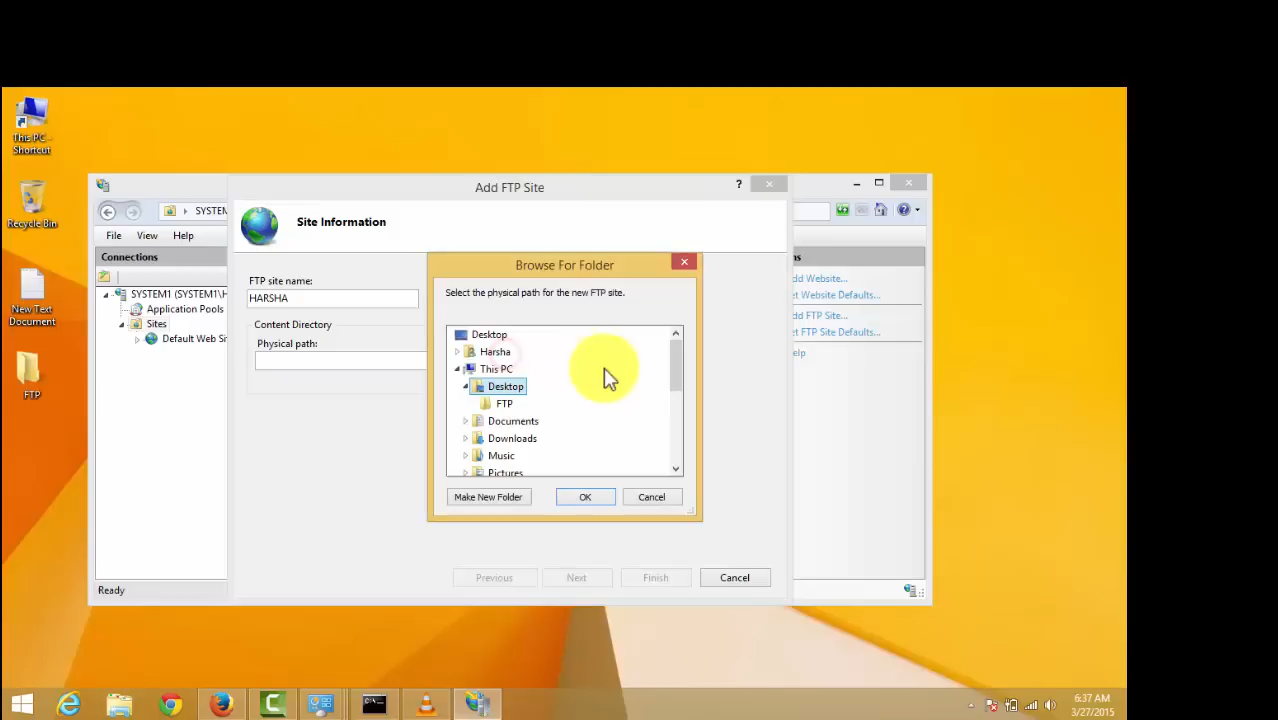 This PC -
Shortcut
Recycle Bin
New Text
Document
FTP
Add FTP Site
?
SYSTEM
File View Help
Connections
SYSTEM1 (SYSTEM1\H
Application Pools
Sites
Default Web Si
Ready
Site Information
FTP site name:
HARSHA
Content Directory
Physical path:
Browse For Folder
Select the physical path for the new FTP site.
Desktop
Harsha
This PC
Desktop
FTP
Documents
Downloads
Music
Pictures
Make New Folder OK Cancel
Previous Next Finish Cancel
ns
dd Website...
et Website Defaults...
dd FTP Site...
et FTP Site Defaults...
elp
6:37 AM
3/27/2015